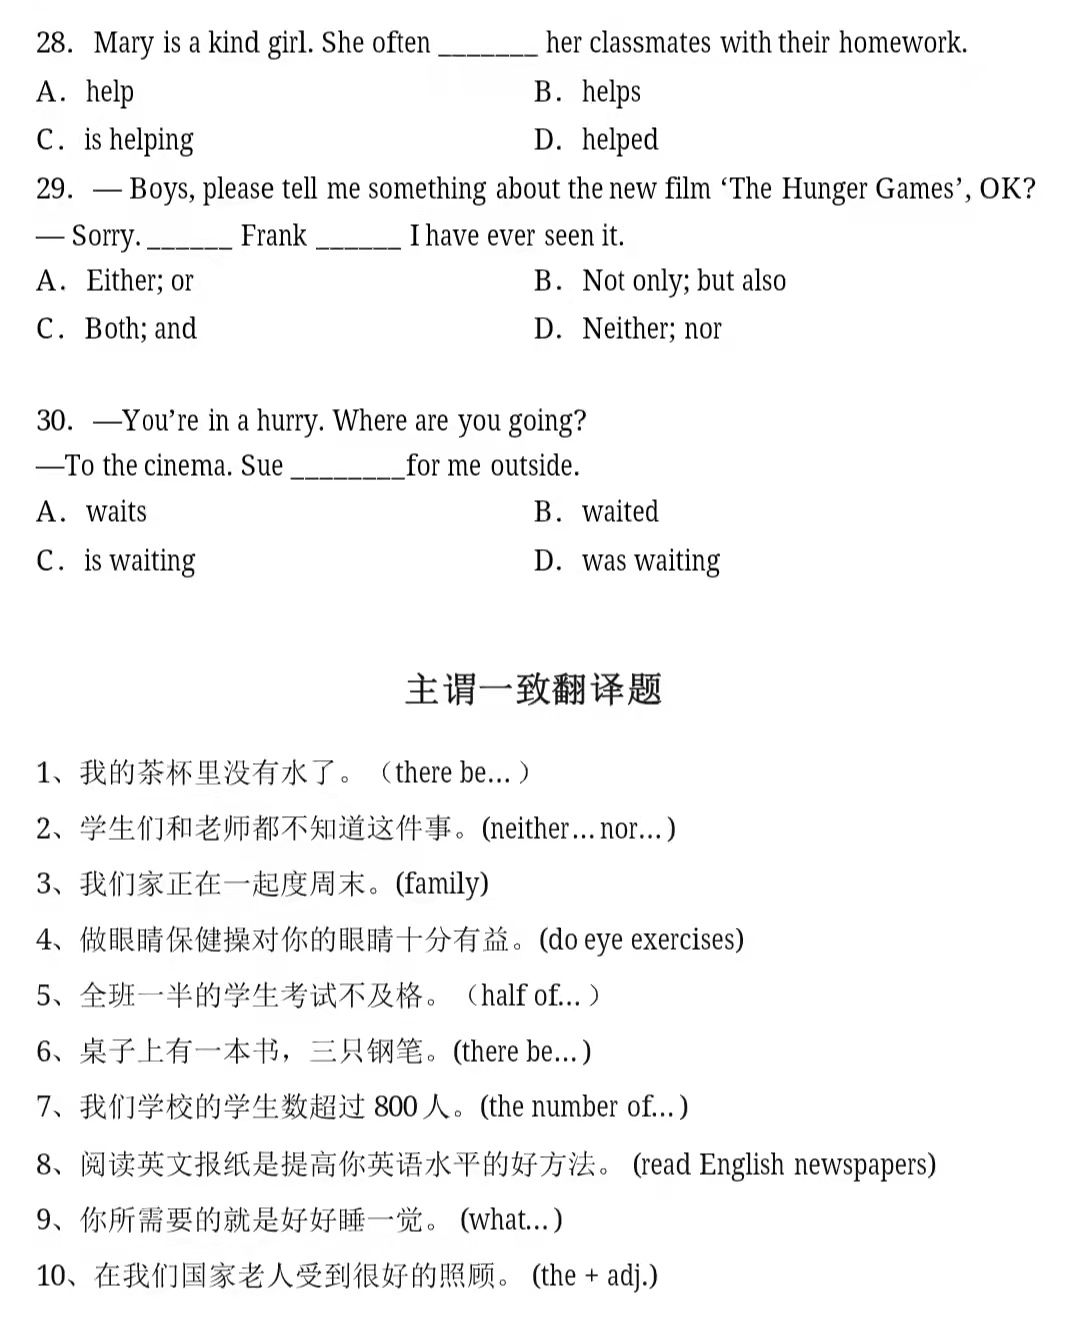 28. Mary is a kind girl. She often _______ her classmates with their homework.
A. help B. helps
C. is helping D. helped
29. — Boys, please tell me something about the new film ‘The Hunger Games’, OK?
— Sorry. ______ Frank ______ I have ever seen it.
A. Either; or B. Not only; but also
C. Both; and D. Neither; nor
30. —You’re in a hurry. Where are you going?
—To the cinema. Sue ________for me outside.
A. waits B. waited
C. is waiting D. was waiting
主谓一致翻译题
1、我的茶杯里没有水了。（there be…）
2、学生们和老师都不知道这件事。(neither…nor…)
3、我们家正在一起度周末。(family)
4、做眼睛保健操对你的眼睛十分有益。(do eye exercises)
5、全班一半的学生考试不及格。（half of…）
6、桌子上有一本书，三只钢笔。(there be…)
7、我们学校的学生数超过 800 人。(the number of…)
8、阅读英文报纸是提高你英语水平的好方法。 (read English newspapers)
9、你所需要的就是好好睡一觉。 (what…)
10、在我们国家老人受到很好的照顾。 (the + adj.)